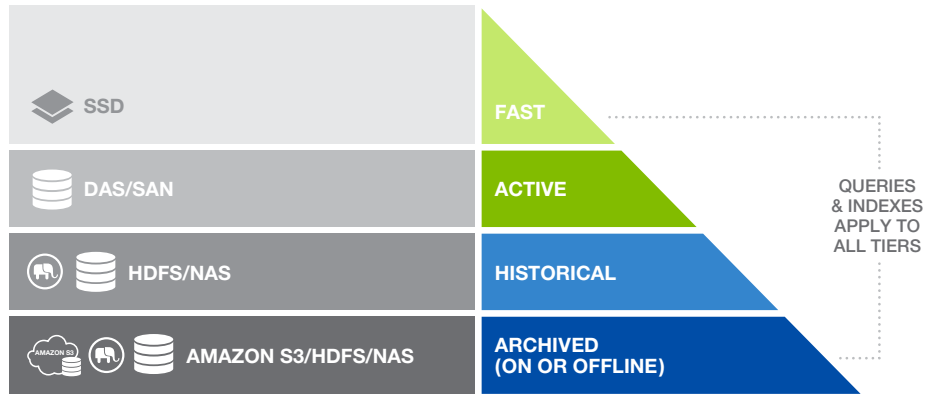 SSD
FAST
DAS/SAN
ACTIVE
HDFS/NAS
HISTORICAL
AMAZON S3
AMAZON S3/HDFS/NAS
ARCHIVED
(ON OR OFFLINE)
QUERIES
& INDEXES
APPLY TO
ALL TIERS